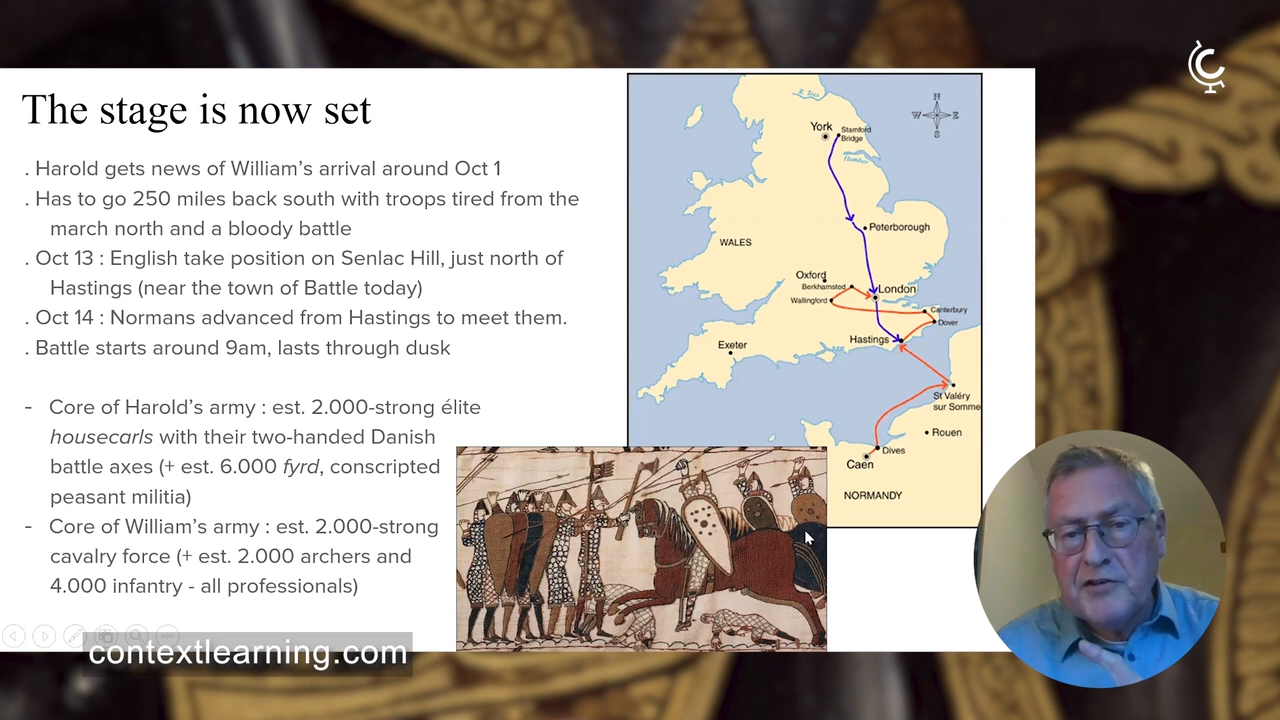 The stage is now set
. Harold gets news of William's arrival around Oct 1
. Has to go 250 miles back south with troops tired from the
march north and a bloody battle
. Oct 13 : English take position on Senlac Hill, just north of
Hastings (near the town of Battle today)
. Oct 14 : Normans advanced from Hastings to meet them.
. Battle starts around 9am, lasts through dusk
- Core of Harold's army : est. 2.000-strong élite
housecarls with their two-handed Danish
battle axes (+ est. 6.000 fyrd, conscripted
peasant militia)
- Core of William's army : est. 2.000-strong
cavalry force (+ est. 2.000 archers and
4.000 infantry - all professionals)
R. Tees
N
W E
S
York
Stamford
Bridge
Humber
Peterborough
WALES
Oxford
Berkhamsted
London
Wallingford
Canterbury
Dover
Hastings
Exeter
St Valéry
sur Somme
Rouen
Dives
Caen
NORMANDY
contextlearning.com